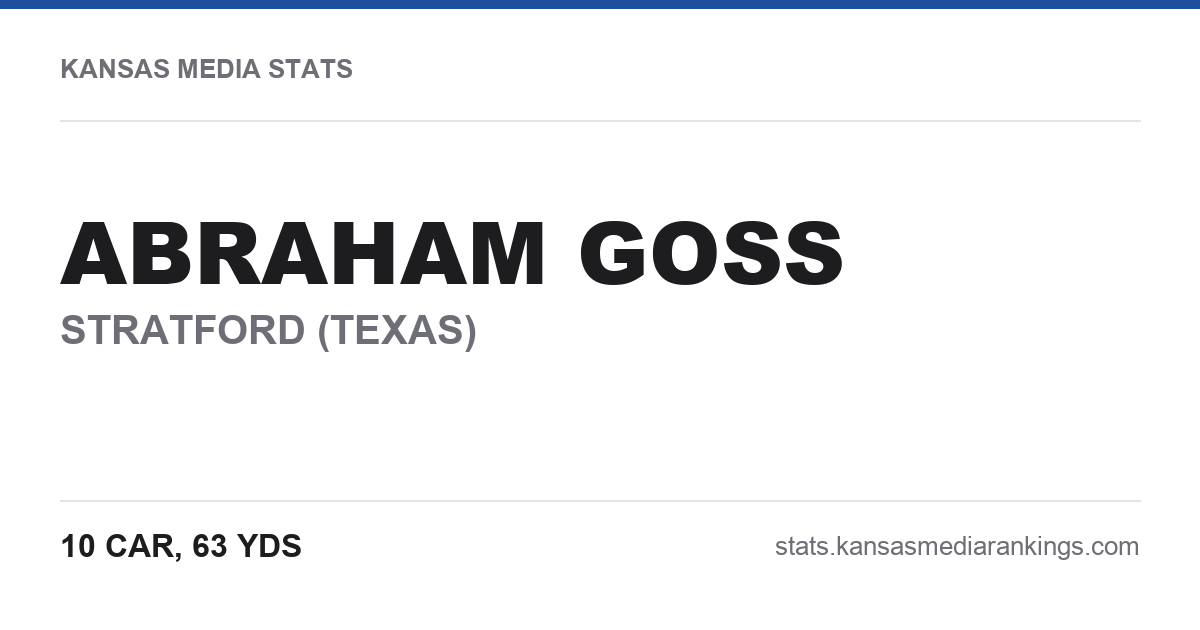 KANSAS MEDIA STATS
ABRAHAM GOSS
STRATFORD (TEXAS)
10 CAR, 63 YDS
stats.kansasmediarankings.com